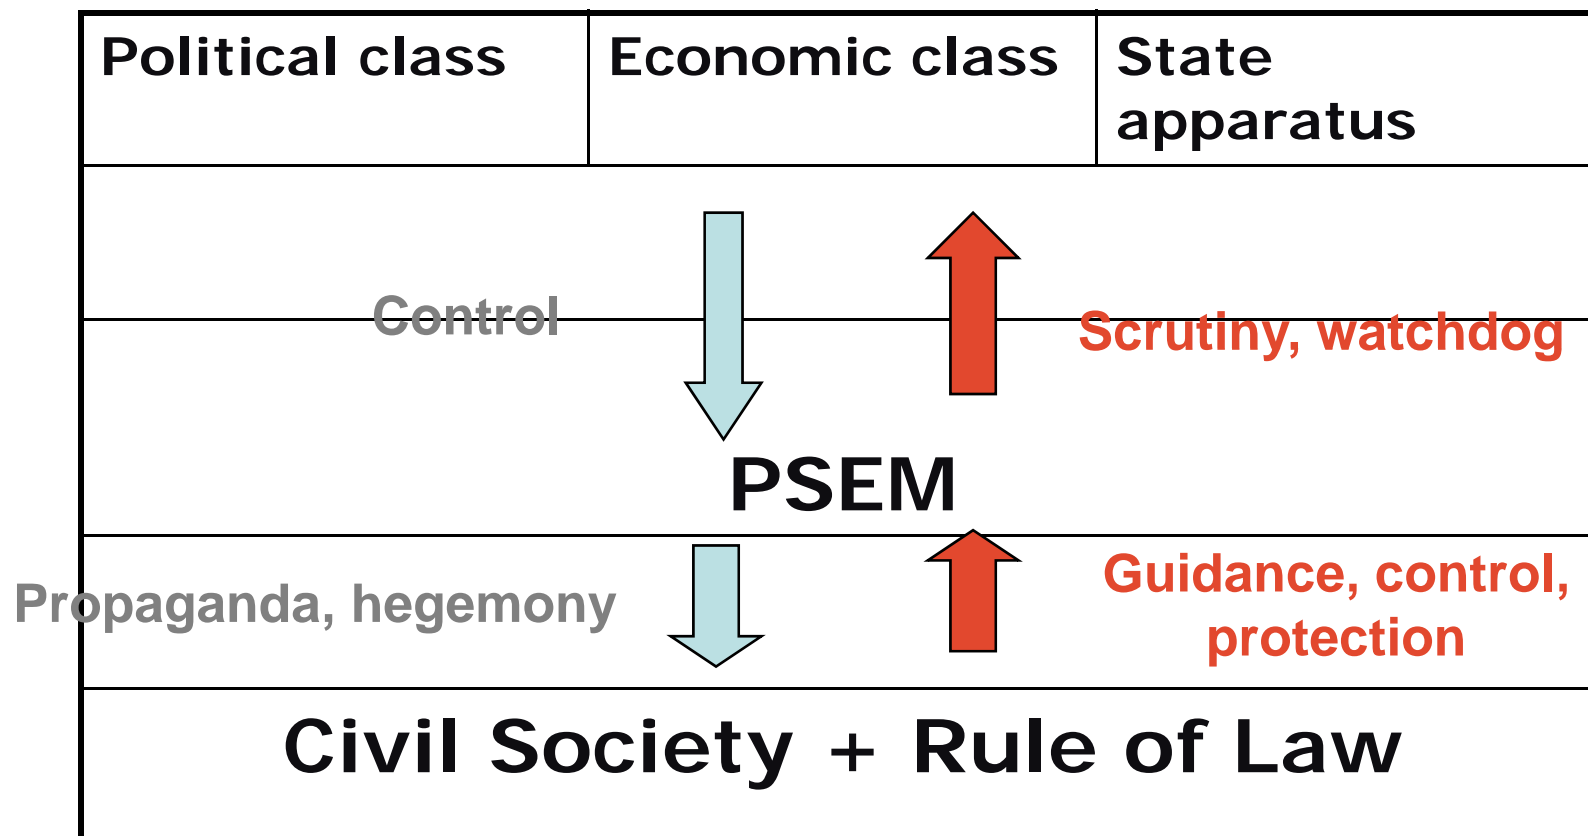 Political class
Economic class
State
apparatus
Control
Scrutiny, watchdog
PSEM
Propaganda, hegemony
Guidance, control,
protection
Civil Society + Rule of Law